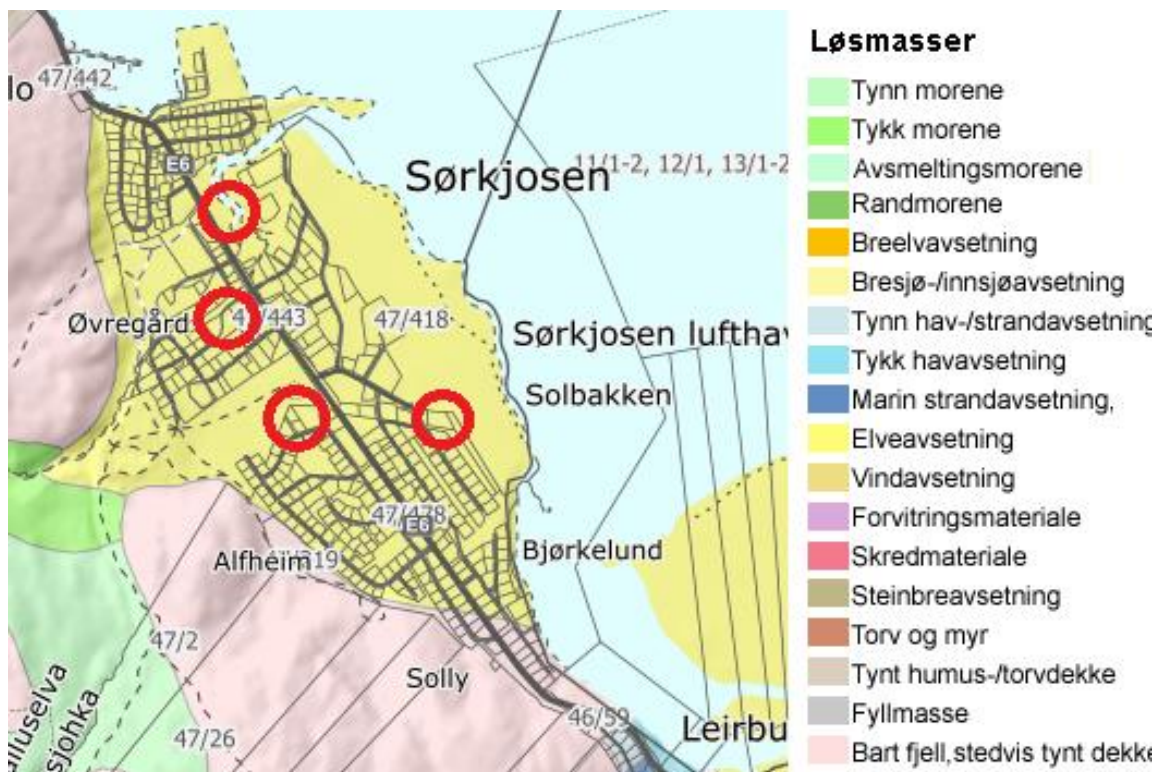 lo
47/442
E6
Sørkjosen
11/1-2, 12/1, 13/1-2
Øvregård
47/418
Sørkjosen lufthav
Solbakken
47/478
E6
Bjørkelund
Alfheim
47/2
Solly
47/26
46/59
Leirbu
sjohka
Løsmasser
Tynn morene
Tykk morene
Avsmeltingsmorene
Randmorene
Breelvavsetning
Bresjø-/innsjøavsetning
Tynn hav-/strandavsetning
Tykk havavsetning
Marin strandavsetning,
Elveavsetning
Vindavsetning
Forvitringsmateriale
Skredmateriale
Steinbreavsetning
Torv og myr
Tynt humus-/torvdekke
Fyllmasse
Bart fjell,stedvis tynt dekke